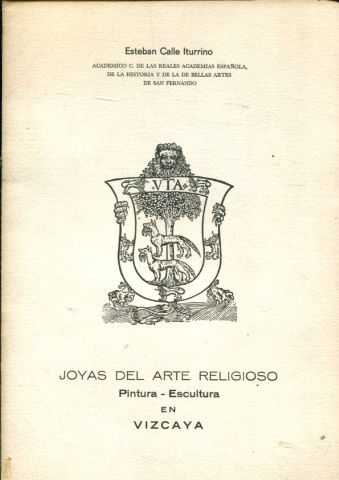 Esteban Calle Iturrino
ACADEMICO C. DE LAS REALES ACADEMIAS ESPAÑOLA,
DE LA HISTORIA Y DE LA DE BELLAS ARTES
DE SAN FERNANDO
VTA
JOYAS DEL ARTE RELIGIOSO
Pintura - Escultura
EN
VIZCAYA